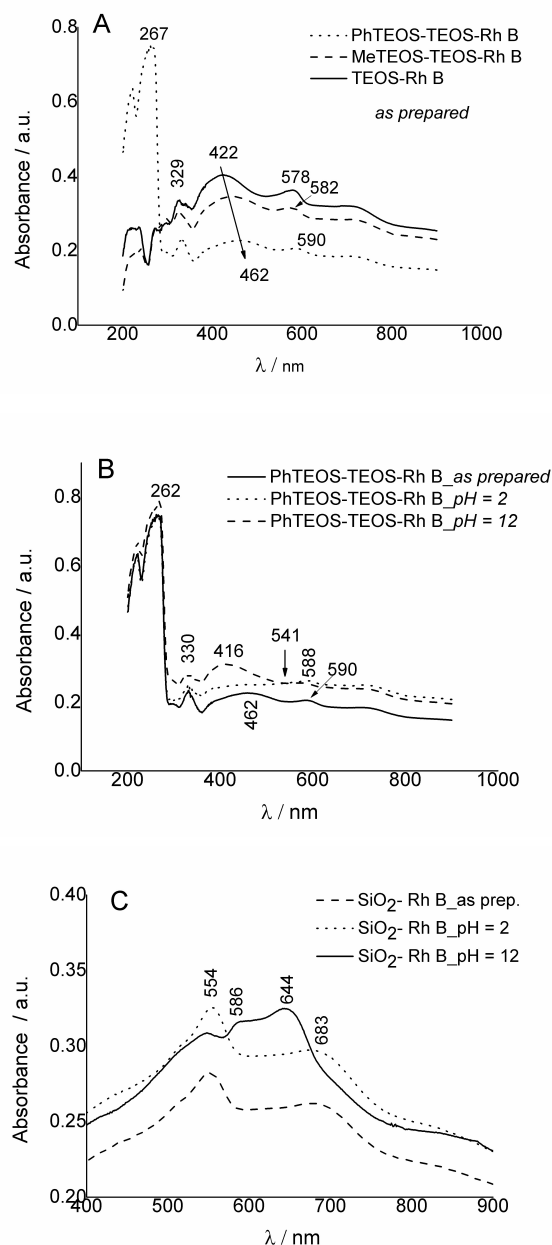 A
0.8
267
PhTEOS-TEOS-Rh B
MeTEOS-TEOS-Rh B
TEOS-Rh B
as prepared
0.6
0.4
329
422
578
582
590
462
0.2
0.0
Absorbance / a.u.
200 400 600 800 1000
λ / nm
B
PhTEOS-TEOS-Rh B_as prepared
PhTEOS-TEOS-Rh B_pH = 2
PhTEOS-TEOS-Rh B_pH = 12
262
0.8
0.6
0.4
330
416
541
588
590
462
0.2
0.0
Absorbance / a.u.
200 400 600 800 1000
λ / nm
C
0.40
SiO2- Rh B_as prep.
SiO2- Rh B_pH = 2
SiO2- Rh B_pH = 12
0.35
554
586
644
683
0.30
0.25
0.20
Absorbance / a.u.
400 500 600 700 800 900
λ / nm